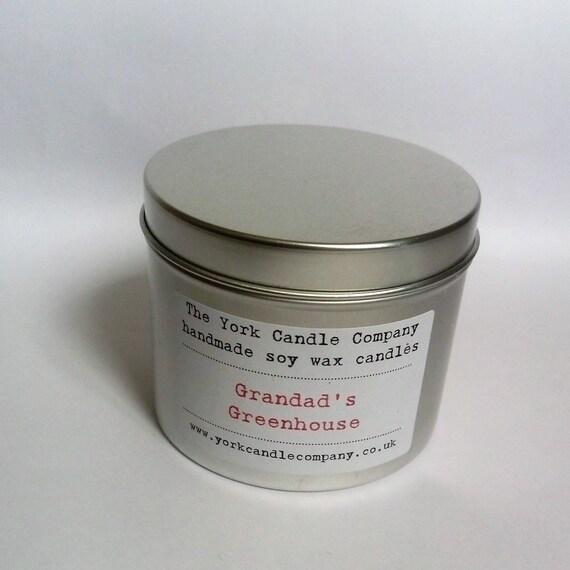 The York Candle Company
handmade soy wax candles
Grandad's
Greenhouse
www.yorkcandlecompany.co.uk